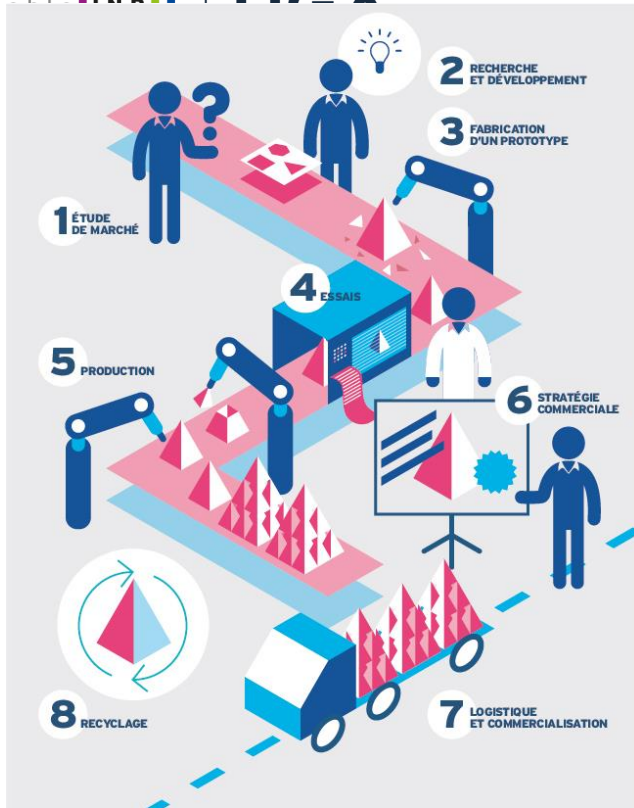 1 ÉTUDE
DE MARCHÉ
2 RECHERCHE
ET DÉVELOPPEMENT
3 FABRICATION
D'UN PROTOTYPE
?
4 ESSAIS
5 PRODUCTION
6 STRATÉGIE
COMMERCIALE
7 LOGISTIQUE
ET COMMERCIALISATION
8 RECYCLAGE